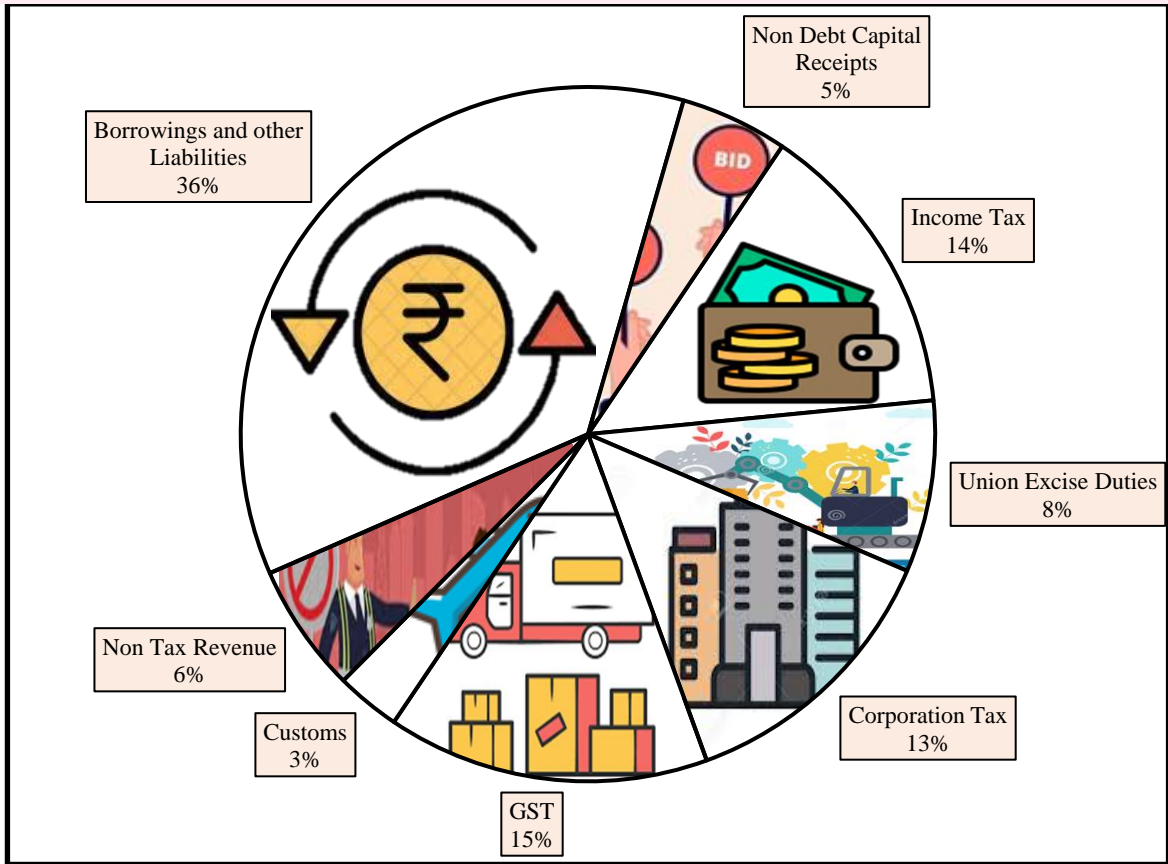 Non Debt Capital
Receipts
5%
Borrowings and other
Liabilities
36%
BID
Income Tax
14%
₹
Union Excise Duties
8%
Non Tax Revenue
6%
Corporation Tax
13%
Customs
3%
GST
15%